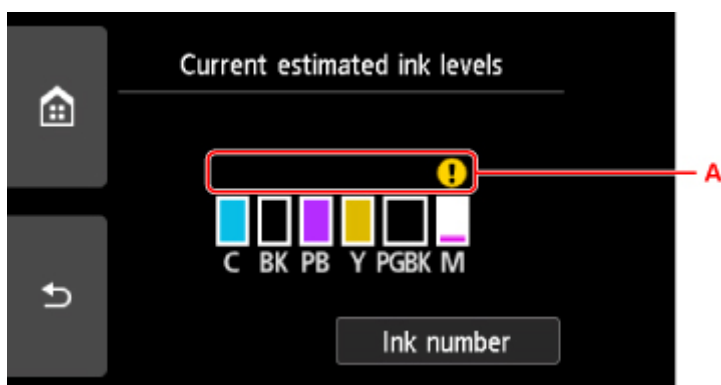 Current estimated ink levels
A
C BK PB Y PGBK M
Ink number